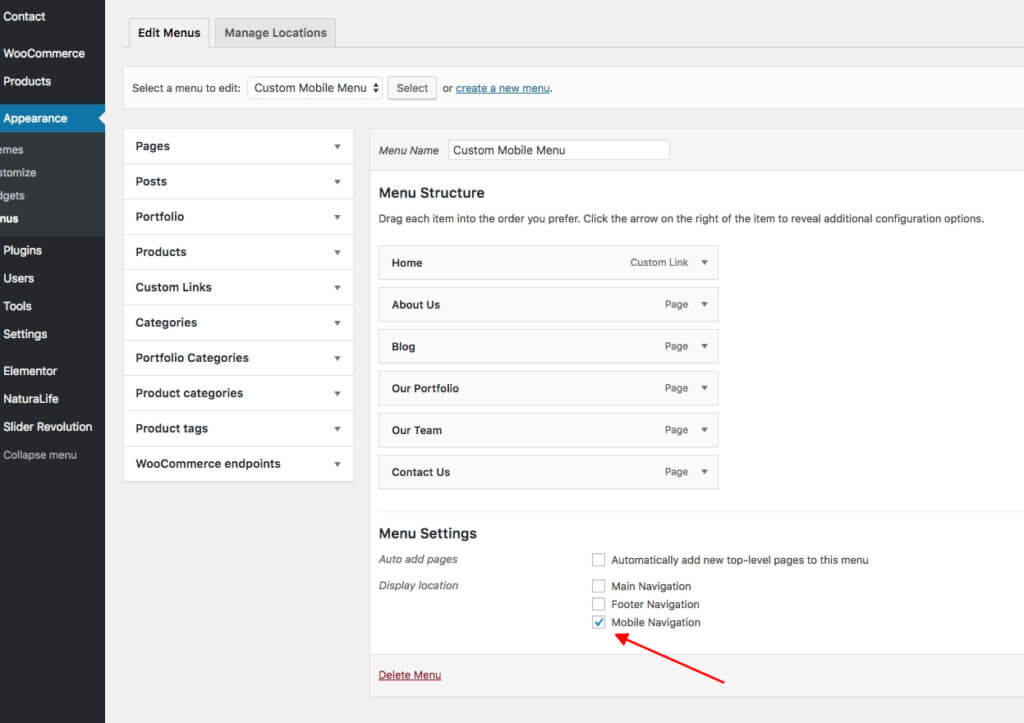 Contact
WooCommerce
Products
Appearance
emes
stomize
dgets
nus
Plugins
Users
Tools
Settings
Elementor
NaturaLife
Slider Revolution
Collapse menu
Edit Menus
Manage Locations
Select a menu to edit: Custom Mobile Menu Select or create a new menu.
Pages
Posts
Portfolio
Products
Custom Links
Categories
Portfolio Categories
Product categories
Product tags
WooCommerce endpoints
Menu Name Custom Mobile Menu
Menu Structure
Drag each item into the order you prefer. Click the arrow on the right of the item to reveal additional configuration options.
Home Custom Link
About Us Page
Blog Page
Our Portfolio Page
Our Team Page
Contact Us Page
Menu Settings
Auto add pages Automatically add new top-level pages to this menu
Display location Main Navigation
Footer Navigation
Mobile Navigation
Delete Menu